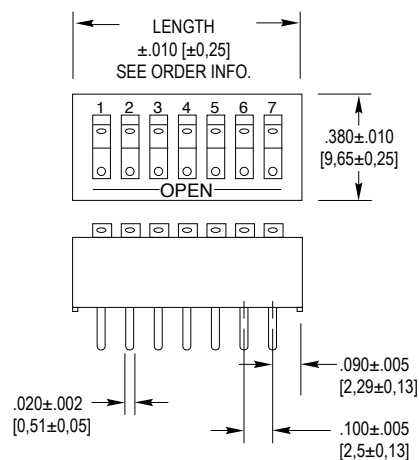 LENGTH
±.010 [±0,25]
SEE ORDER INFO.
1 2 3 4 5 6 7
.380±.010
[9,65±0,25]
OPEN
.090±.005
[2,29±0,13]
.020±.002
[0,51±0,05]
.100±.005
[2,5±0,13]